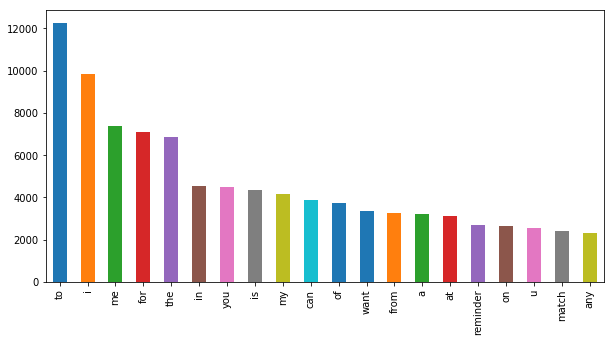 12000
10000
8000
6000
4000
2000
0
to
i
me
for
the
in
you
is
my
can
of
want
from
a
at
reminder
on
u
match
any